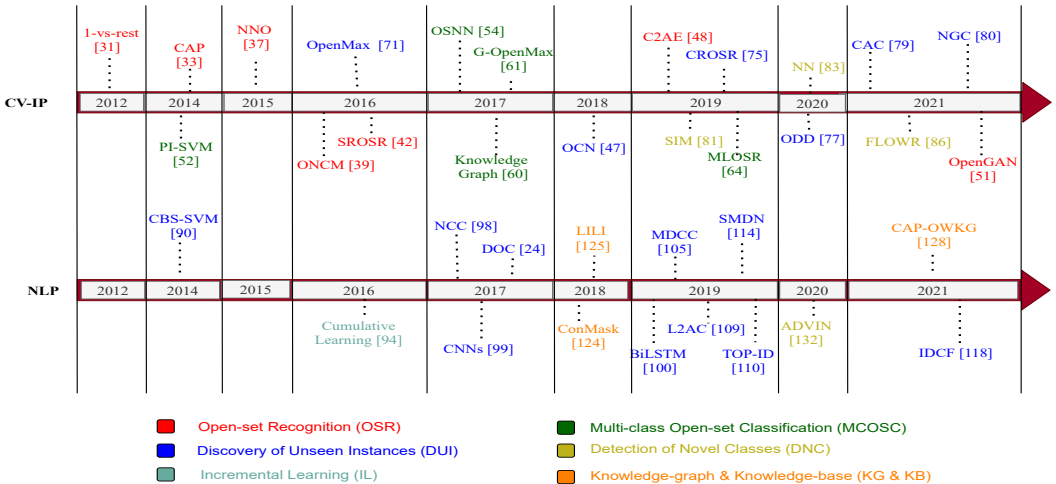 1-vs-rest
[31]
CAP
[33]
NNO
[37]
OpenMax [71]
OSNN [54]
G-OpenMax
[61]
C2AE [48]
CROSR [75]
NN [83]
CAC [79]
NGC [80]
CV-IP
2012
2014
2015
2016
2017
2018
2019
2020
2021
PI-SVM
[52]
ONCM [39]
SROSR [42]
Knowledge
Graph [60]
OCN [47]
SIM [81]
MLOSR
[64]
ODD [77]
FLOWR [86]
OpenGAN
[51]
CBS-SVM
[90]
NCC [98]
DOC [24]
LILI
[125]
MDCC
[105]
SMDN
[114]
CAP-OWKG
[128]
NLP
2012
2014
2015
2016
2017
2018
2019
2020
2021
Cumulative
Learning [94]
CNNs [99]
ConMask
[124]
BiLSTM
[100]
L2AC [109]
TOP-ID
[110]
ADVIN
[132]
IDCF [118]
Open-set Recognition (OSR)
Multi-class Open-set Classification (MCOSC)
Discovery of Unseen Instances (DUI)
Detection of Novel Classes (DNC)
Incremental Learning (IL)
Knowledge-graph & Knowledge-base (KG & KB)